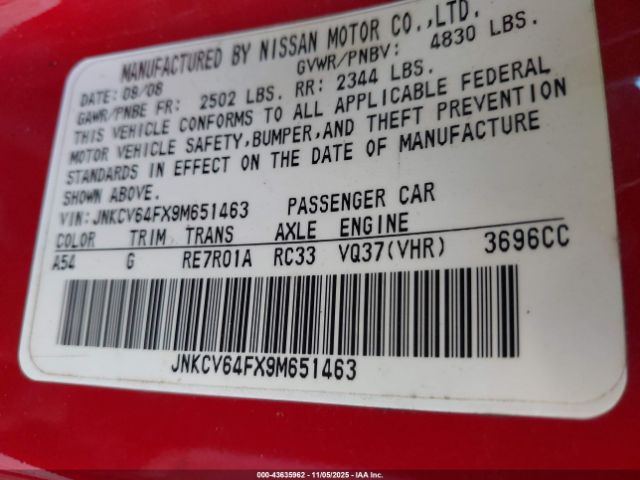 MANUFACTURED BY NISSAN MOTOR CO.,LTD.
DATE: 09/08 GVWR/PNBV: 4830 LBS.
GAWR/PNBE FR: 2502 LBS. RR: 2344 LBS.
THIS VEHICLE CONFORMS TO ALL APPLICABLE FEDERAL
MOTOR VEHICLE SAFETY,BUMPER,AND THEFT PREVENTION
STANDARDS IN EFFECT ON THE DATE OF MANUFACTURE
SHOWN ABOVE.
VIN:JNKCV64FX9M651463 PASSENGER CAR
COLOR TRIM TRANS AXLE ENGINE
A54 G RE7R01A RC33 VQ37(VHR) 3696CC
JNKCV64FX9M651463
000-43635962 - 11/05/2025 - IAAI.com